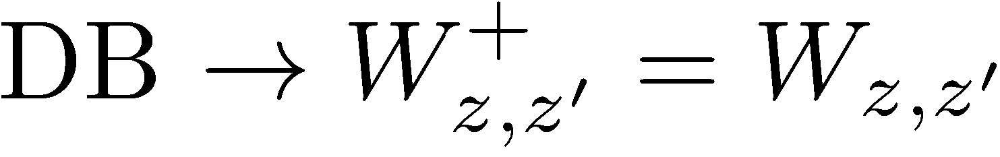 DB → W⁺_{z,z′} = W_{z,z′}